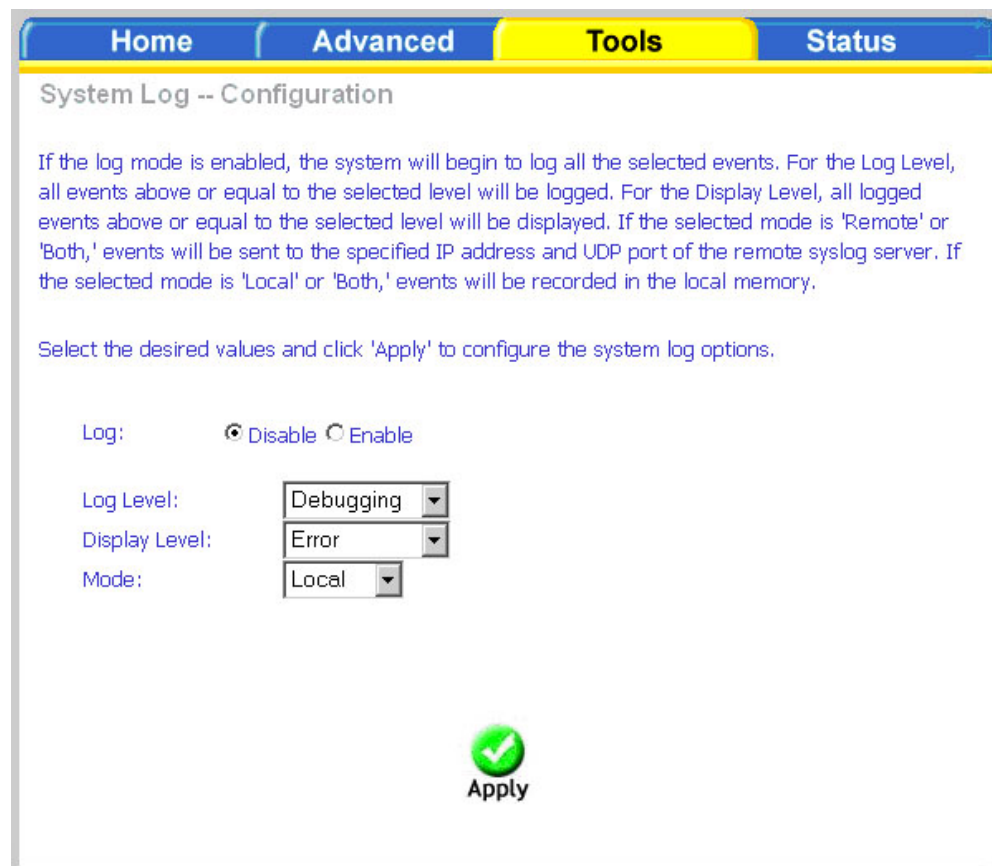 Home Advanced Tools Status
System Log -- Configuration
If the log mode is enabled, the system will begin to log all the selected events. For the Log Level,
all events above or equal to the selected level will be logged. For the Display Level, all logged
events above or equal to the selected level will be displayed. If the selected mode is 'Remote' or
'Both,' events will be sent to the specified IP address and UDP port of the remote syslog server. If
the selected mode is 'Local' or 'Both,' events will be recorded in the local memory.
Select the desired values and click 'Apply' to configure the system log options.
Log: Disable Enable
Log Level: Debugging
Display Level: Error
Mode: Local
Apply